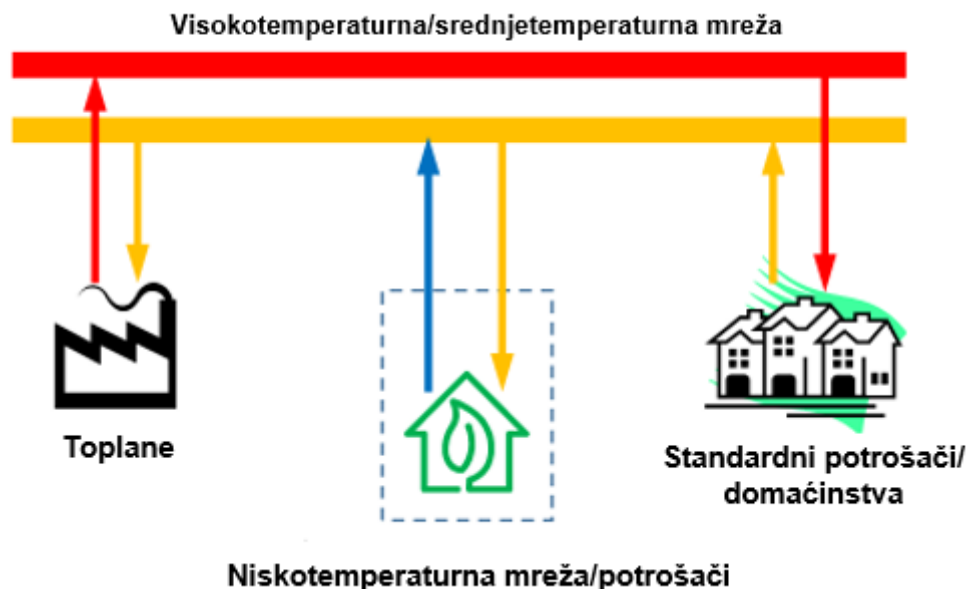 Visokotemperaturna/srednjetemperaturna mreža
Toplane
Standardni potrošači/
domaćinstva
Niskotemperaturna mreža/potrošači